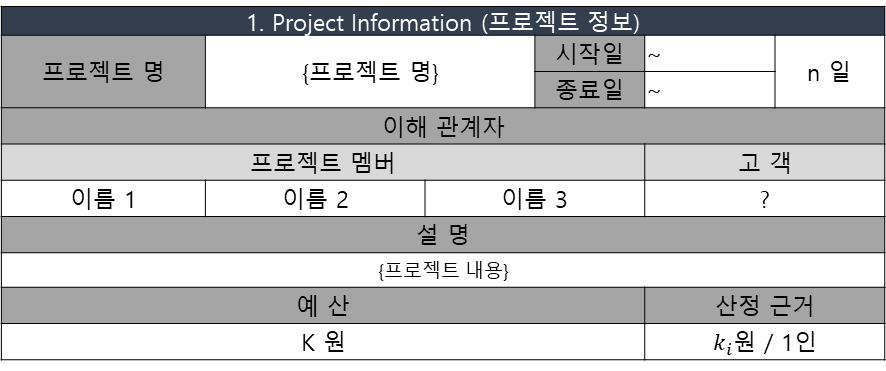 1. Project Information (프로젝트 정보)
프로젝트 명 {프로젝트 명} 시작일 ~ n 일
종료일 ~
이해 관계자
프로젝트 멤버 고 객
이름 1 이름 2 이름 3 ?
설 명
{프로젝트 내용}
예 산 산정 근거
K 원 𝑘ᵢ원 / 1인